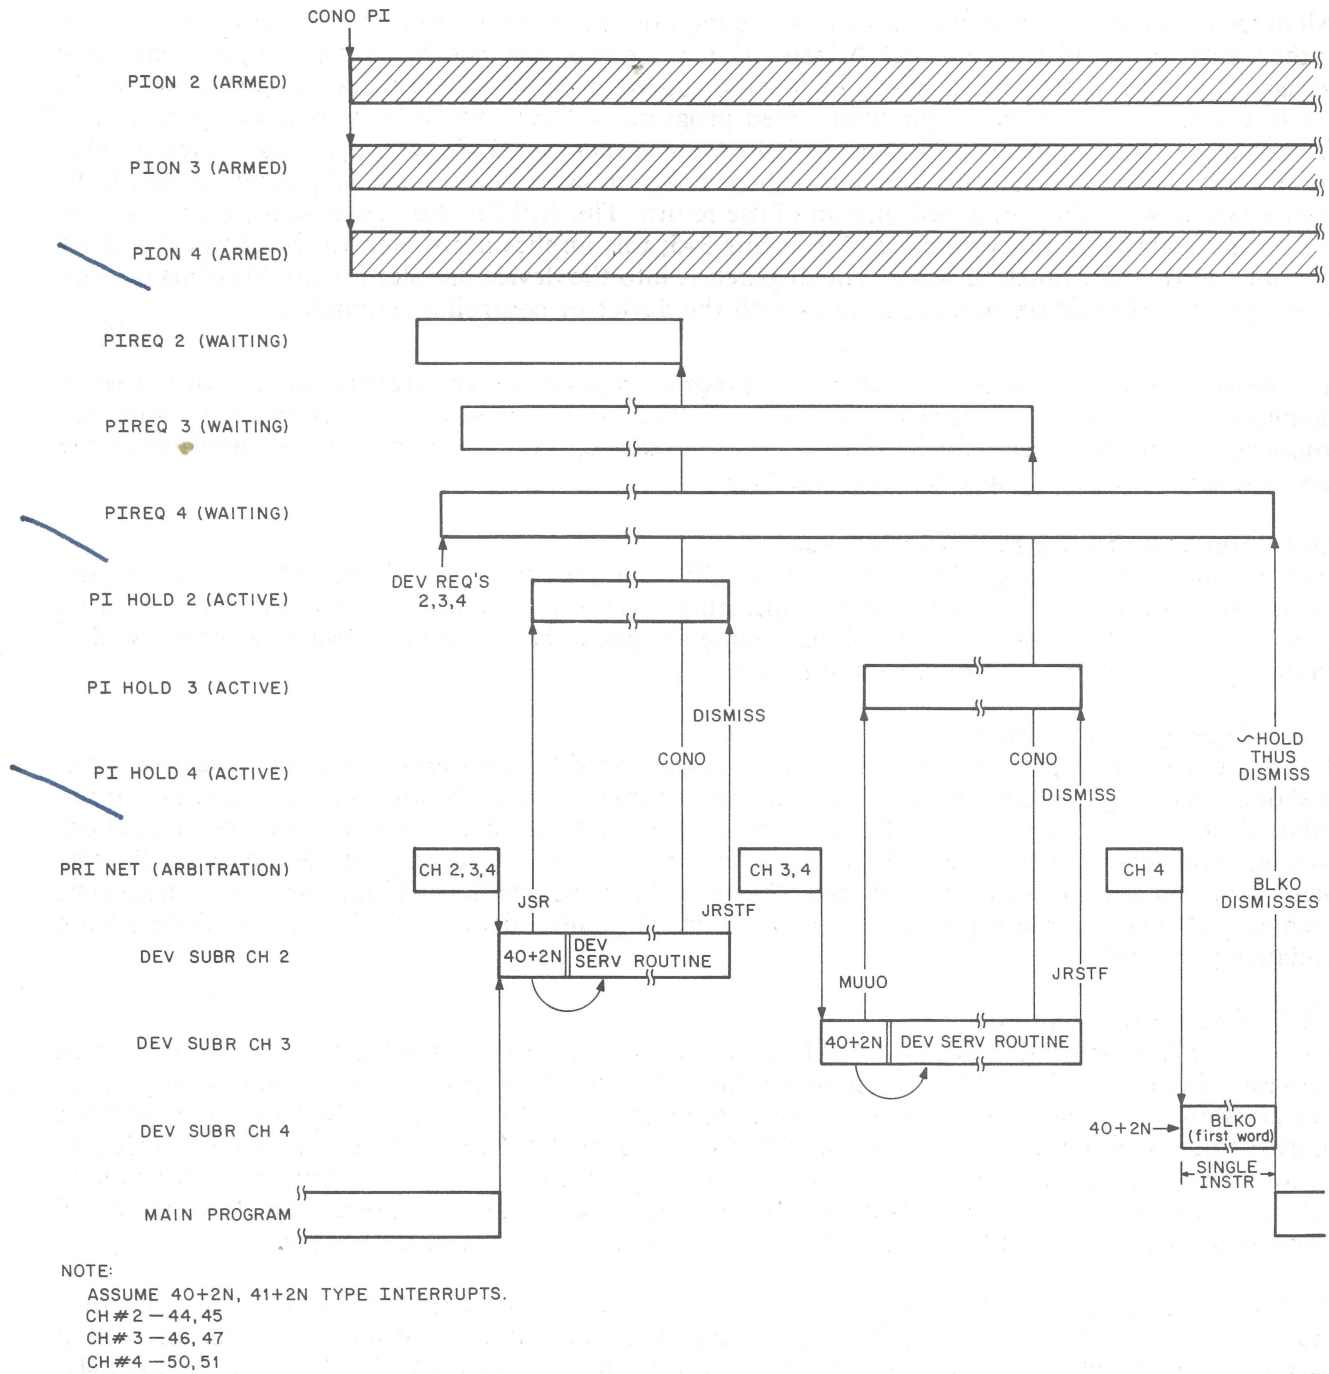 CONO PI
PION 2 (ARMED)
PION 3 (ARMED)
PION 4 (ARMED)
PIREQ 2 (WAITING)
PIREQ 3 (WAITING)
PIREQ 4 (WAITING)
DEV REQ'S
2,3,4
PI HOLD 2 (ACTIVE)
PI HOLD 3 (ACTIVE)
DISMISS
CONO
CONO
~HOLD
THUS
DISMISS
PI HOLD 4 (ACTIVE)
DISMISS
PRI NET (ARBITRATION)
CH 2,3,4
CH 3,4
CH 4
BLKO
DISMISSES
JSR
JRSTF
DEV SUBR CH 2
40+2N
DEV
SERV ROUTINE
MUUO
JRSTF
DEV SUBR CH 3
40+2N
DEV SERV ROUTINE
DEV SUBR CH 4
40+2N
BLKO
(first word)
SINGLE
INSTR
MAIN PROGRAM
NOTE:
ASSUME 40+2N, 41+2N TYPE INTERRUPTS.
CH#2 — 44,45
CH#3 — 46,47
CH#4 — 50,51